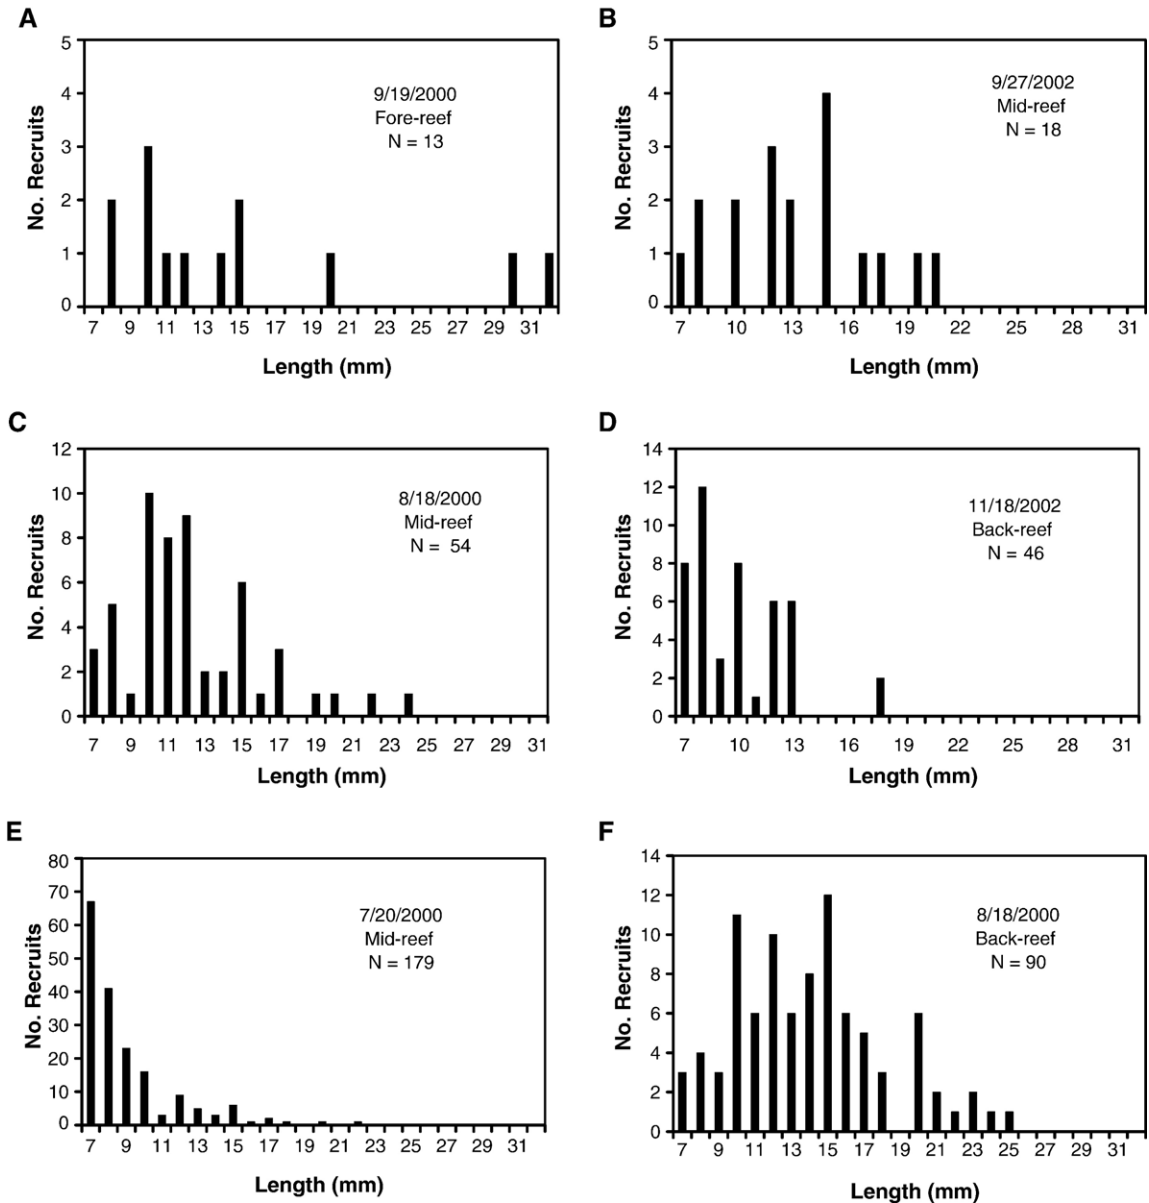 A
5
4
3
2
1
0
No. Recruits
9/19/2000
Fore-reef
N = 13
7 9 11 13 15 17 19 21 23 25 27 29 31
Length (mm)
B
5
4
3
2
1
0
No. Recruits
9/27/2002
Mid-reef
N = 18
7 10 13 16 19 22 25 28 31
Length (mm)
C
12
10
8
6
4
2
0
No. Recruits
8/18/2000
Mid-reef
N = 54
7 9 11 13 15 17 19 21 23 25 27 29 31
Length (mm)
D
14
12
10
8
6
4
2
0
No. Recruits
11/18/2002
Back-reef
N = 46
7 10 13 16 19 22 25 28 31
Length (mm)
E
80
70
60
50
40
30
20
10
0
No. Recruits
7/20/2000
Mid-reef
N = 179
7 9 11 13 15 17 19 21 23 25 27 29 31
Length (mm)
F
14
12
10
8
6
4
2
0
No. Recruits
8/18/2000
Back-reef
N = 90
7 9 11 13 15 17 19 21 23 25 27 29 31
Length (mm)